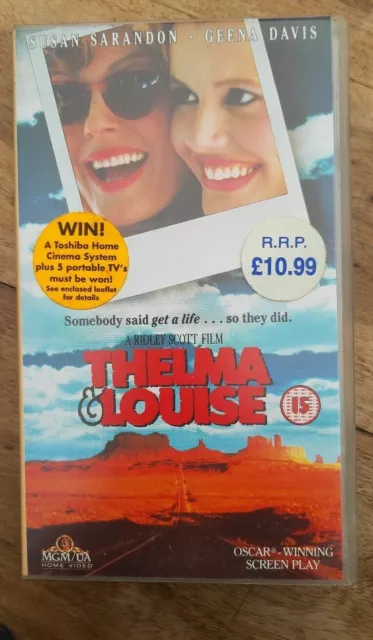 SUSAN SARANDON · GEENA DAVIS
WIN!
A Toshiba Home
Cinema System
plus 5 portable TV's
must be won!
See enclosed leaflet
for details
R.R.P.
£10.99
Somebody said get a life . . . so they did.
A RIDLEY SCOTT FILM
THELMA
& LOUISE
15
MGM/UA
HOME VIDEO
OSCAR®-WINNING
SCREEN PLAY